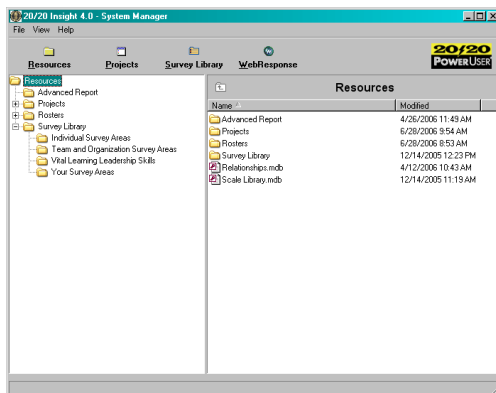 20/20 Insight 4.0 - System Manager
File View Help
Resources Projects Survey Library WebResponse
20/20
POWERUSER
Resources
Advanced Report
Projects
Rosters
Survey Library
Individual Survey Areas
Team and Organization Survey Areas
Vital Learning Leadership Skills
Your Survey Areas
Resources
Name Modified
Advanced Report 4/26/2006 11:49 AM
Projects 6/28/2006 9:54 AM
Rosters 6/28/2006 8:53 AM
Survey Library 12/14/2005 12:23 PM
Relationships.mdb 4/12/2006 10:43 AM
Scale Library.mdb 12/14/2005 11:19 AM